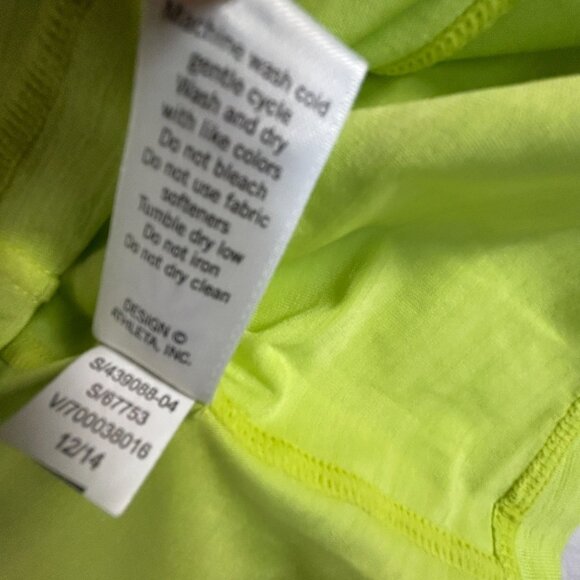 Machine wash cold
gentle cycle
Wash and dry
with like colors
Do not bleach
Do not use fabric
softeners
Tumble dry low
Do not iron
Do not dry clean
DESIGN ©
ATHLETA, INC.
S/439088-04
S/67753
V/700038016
12/14